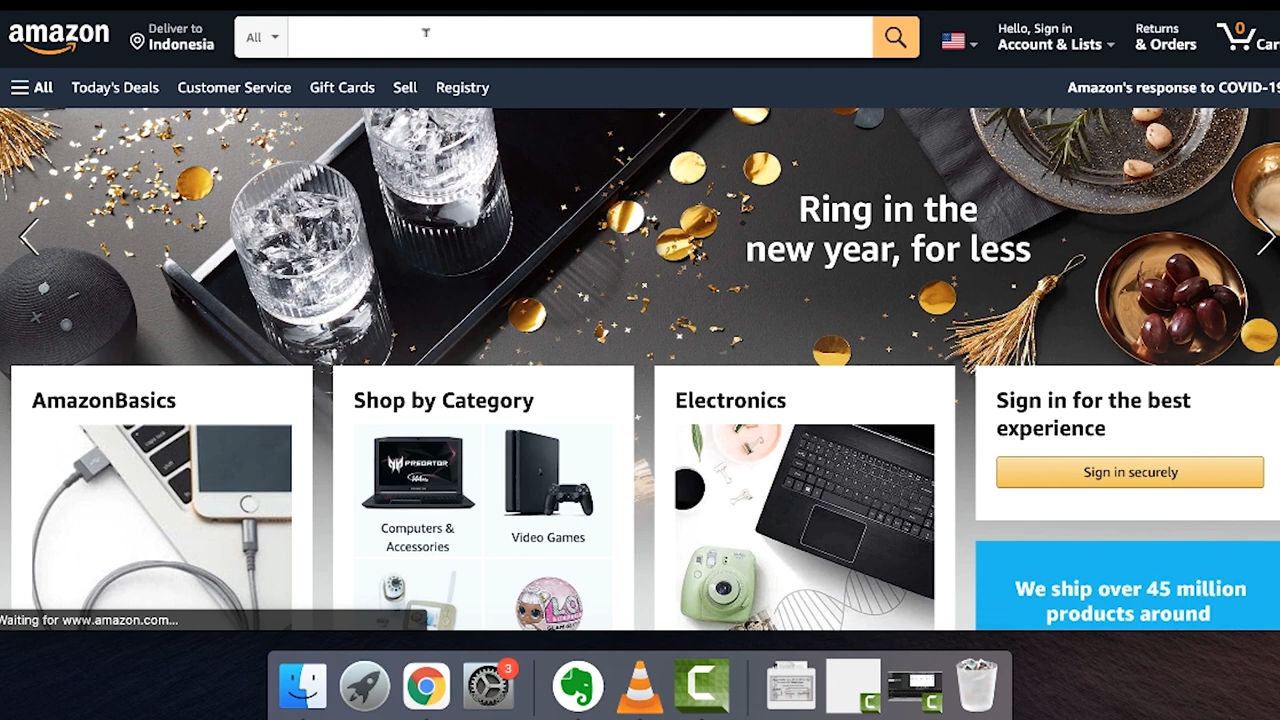 amazon
Deliver to
Indonesia
All
Hello, Sign in
Account & Lists
Returns
& Orders
0
Car
All
Today's Deals
Customer Service
Gift Cards
Sell
Registry
Amazon's response to COVID-19
Ring in the
new year, for less
AmazonBasics
Shop by Category
PREDATOR
Computers &
Accessories
Video Games
Electronics
Sign in for the best
experience
Sign in securely
We ship over 45 million
products around
Waiting for www.amazon.com...
3